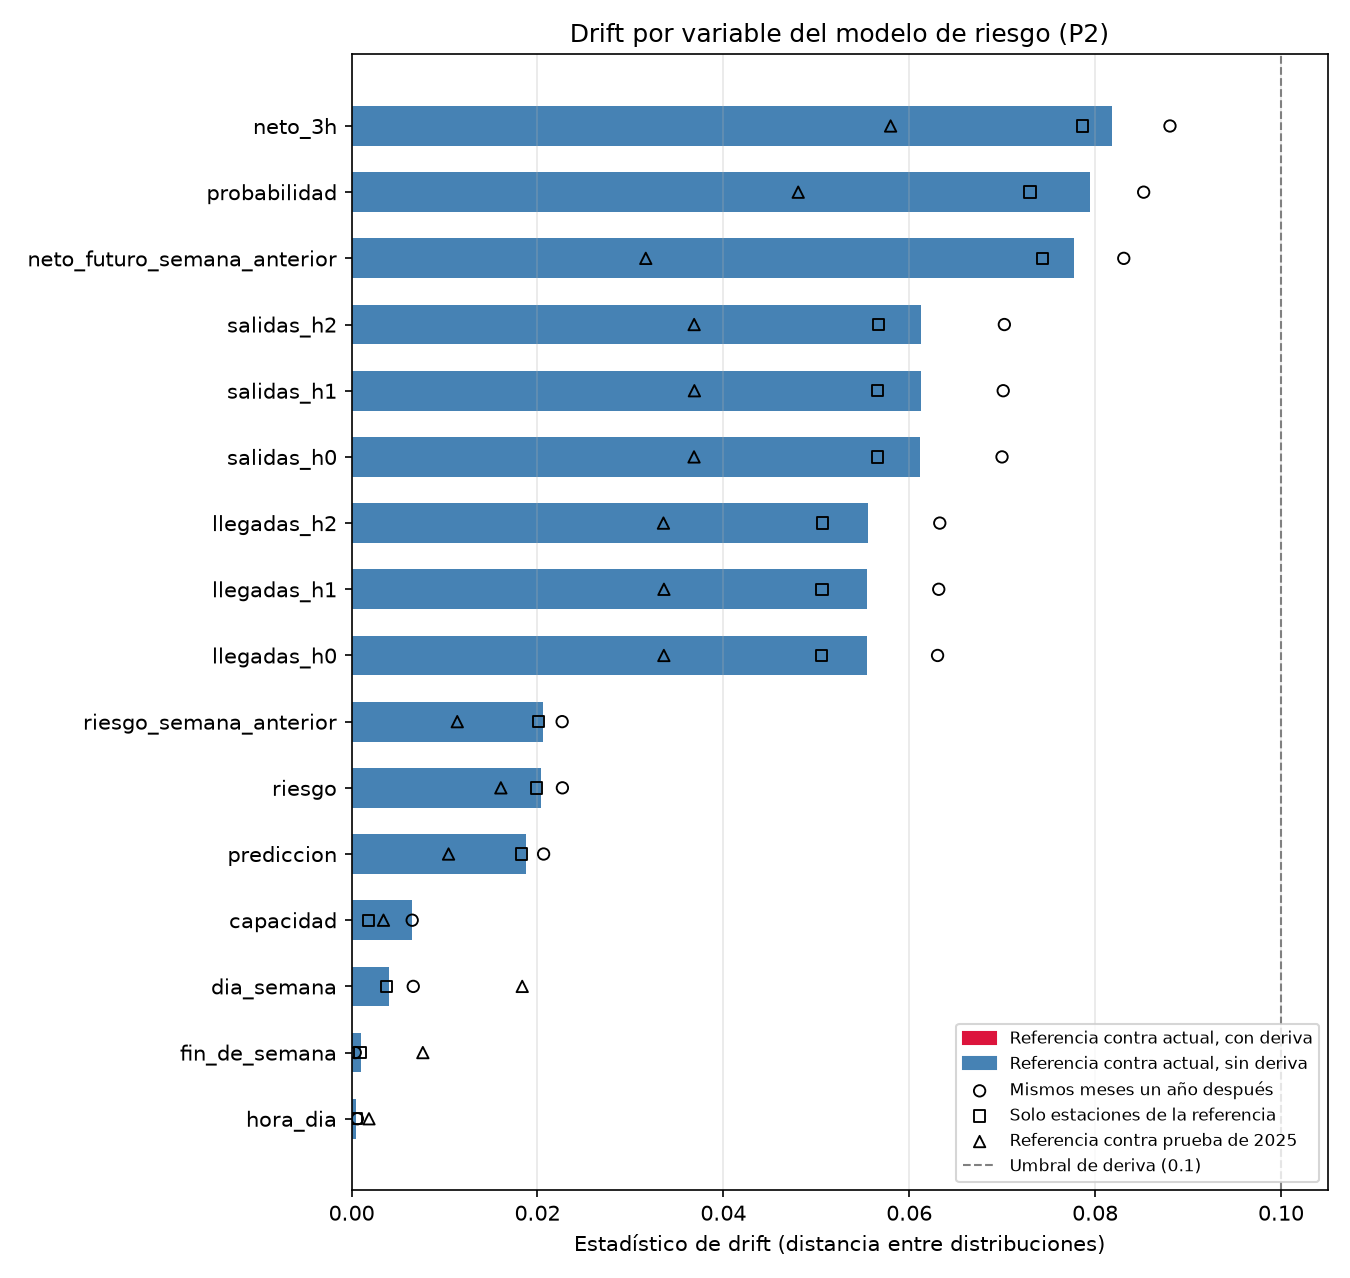 Drift por variable del modelo de riesgo (P2)
neto_3h
probabilidad
neto_futuro_semana_anterior
salidas_h2
salidas_h1
salidas_h0
llegadas_h2
llegadas_h1
llegadas_h0
riesgo_semana_anterior
riesgo
prediccion
capacidad
dia_semana
fin_de_semana
hora_dia
Referencia contra actual, con deriva
Referencia contra actual, sin deriva
Mismos meses un año después
Solo estaciones de la referencia
Referencia contra prueba de 2025
Umbral de deriva (0.1)
0.00 0.02 0.04 0.06 0.08 0.10
Estadístico de drift (distancia entre distribuciones)